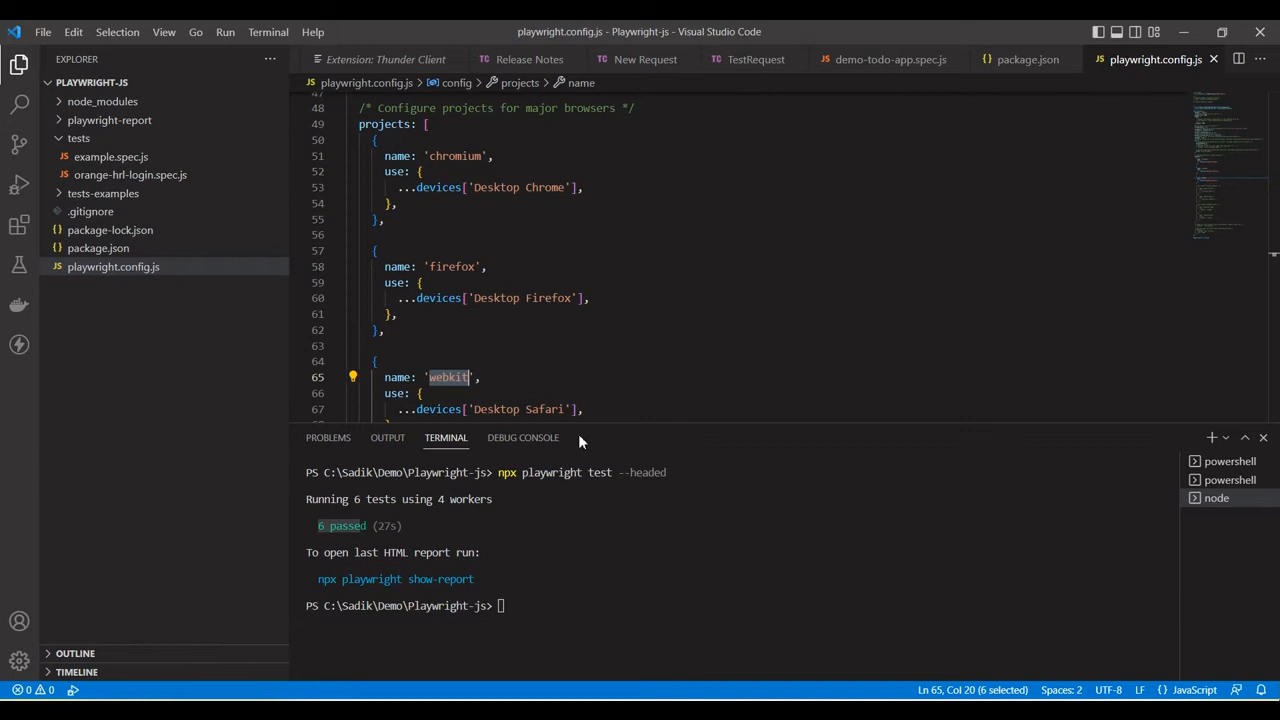 File Edit Selection View Go Run Terminal Help
playwright.config.js - Playwright-js - Visual Studio Code
EXPLORER
PLAYWRIGHT-JS
node_modules
playwright-report
tests
example.spec.js
orange-hrl-login.spec.js
tests-examples
.gitignore
package-lock.json
package.json
playwright.config.js
OUTLINE
TIMELINE
Extension: Thunder Client
Release Notes
New Request
TestRequest
demo-todo-app.spec.js
package.json
playwright.config.js
playwright.config.js > config > projects > name
47
48 /* Configure projects for major browsers */
49 projects: [
50 {
51 name: 'chromium',
52 use: {
53 ...devices['Desktop Chrome'],
54 },
55 },
56
57 {
58 name: 'firefox',
59 use: {
60 ...devices['Desktop Firefox'],
61 },
62 },
63
64 {
65 name: 'webkit',
66 use: {
67 ...devices['Desktop Safari'],
PROBLEMS OUTPUT TERMINAL DEBUG CONSOLE
PS C:\Sadik\Demo\Playwright-js> npx playwright test --headed
Running 6 tests using 4 workers
6 passed (27s)
To open last HTML report run:
npx playwright show-report
PS C:\Sadik\Demo\Playwright-js>
powershell
powershell
node
0 0
Ln 65, Col 20 (6 selected) Spaces: 2 UTF-8 LF {} JavaScript